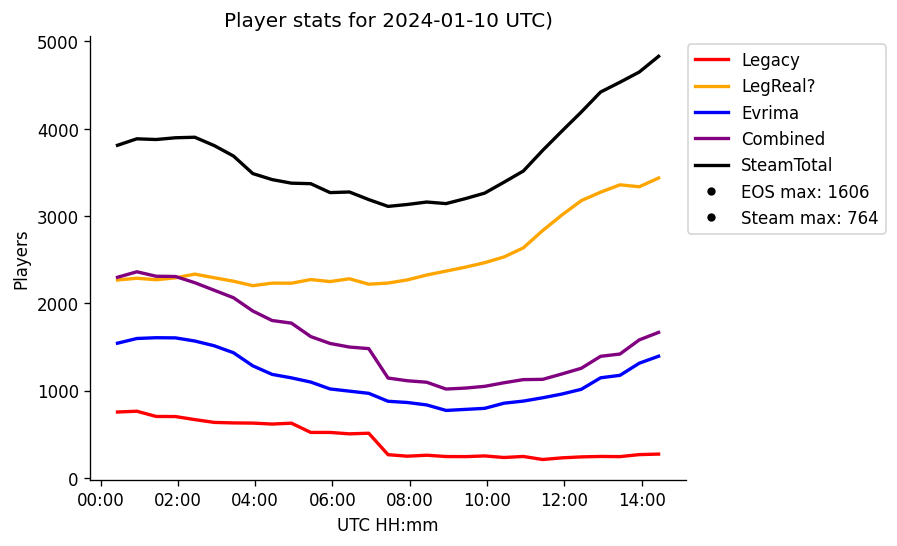 Player stats for 2024-01-10 UTC)
5000
4000
3000
2000
1000
0
Players
00:00 02:00 04:00 06:00 08:00 10:00 12:00 14:00
UTC HH:mm
Legacy
LegReal?
Evrima
Combined
SteamTotal
EOS max: 1606
Steam max: 764